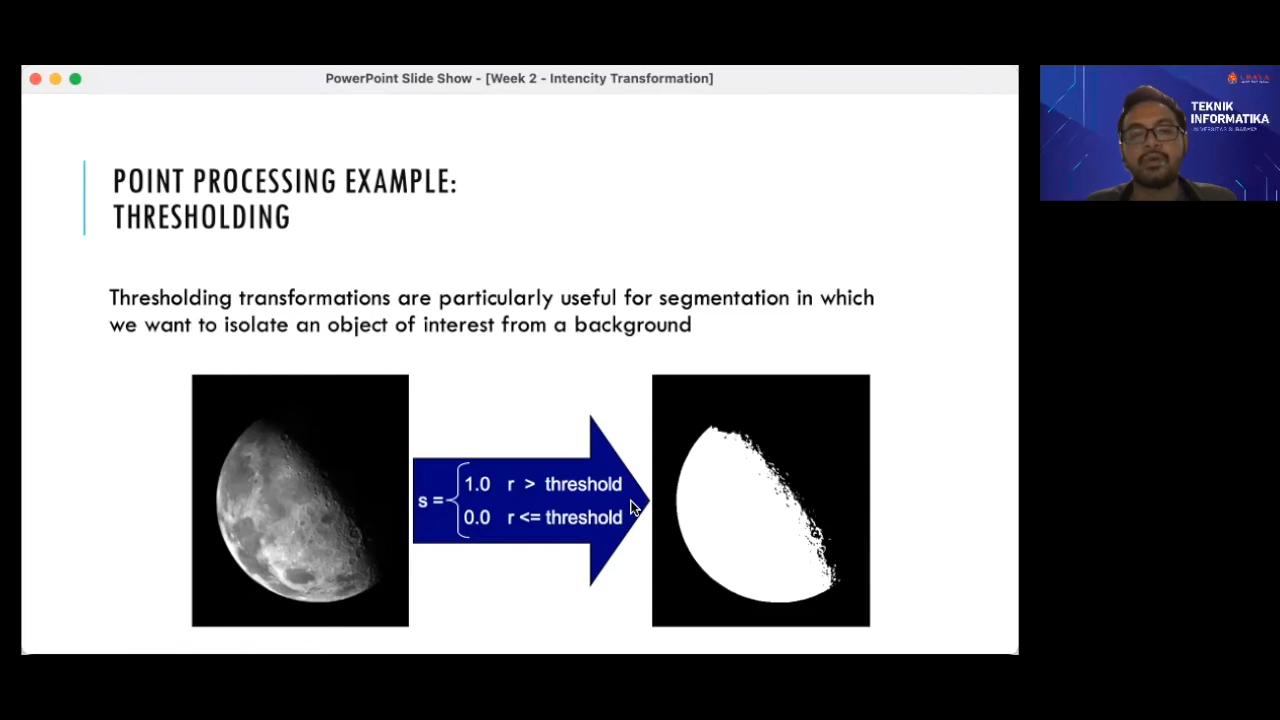 PowerPoint Slide Show - [Week 2 - Intencity Transformation]
POINT PROCESSING EXAMPLE:
THRESHOLDING
Thresholding transformations are particularly useful for segmentation in which
we want to isolate an object of interest from a background
s =
1.0 r > threshold
0.0 r <= threshold
TEKNIK
INFORMATIKA